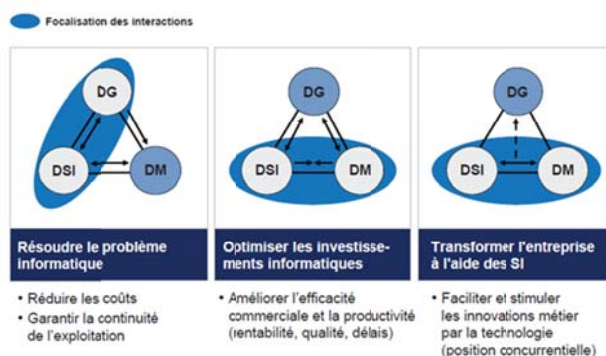 Focalisation des interactions
DG
DSI
DM
Résoudre le problème
informatique
• Réduire les coûts
• Garantir la continuité
de l'exploitation
DG
DSI
DM
Optimiser les investisse-
ments informatiques
• Améliorer l'efficacité
commerciale et la productivité
(rentabilité, qualité, délais)
DG
DSI
DM
Transformer l'entreprise
à l'aide des SI
• Faciliter et stimuler
les innovations métier
par la technologie
(position concurrentielle)